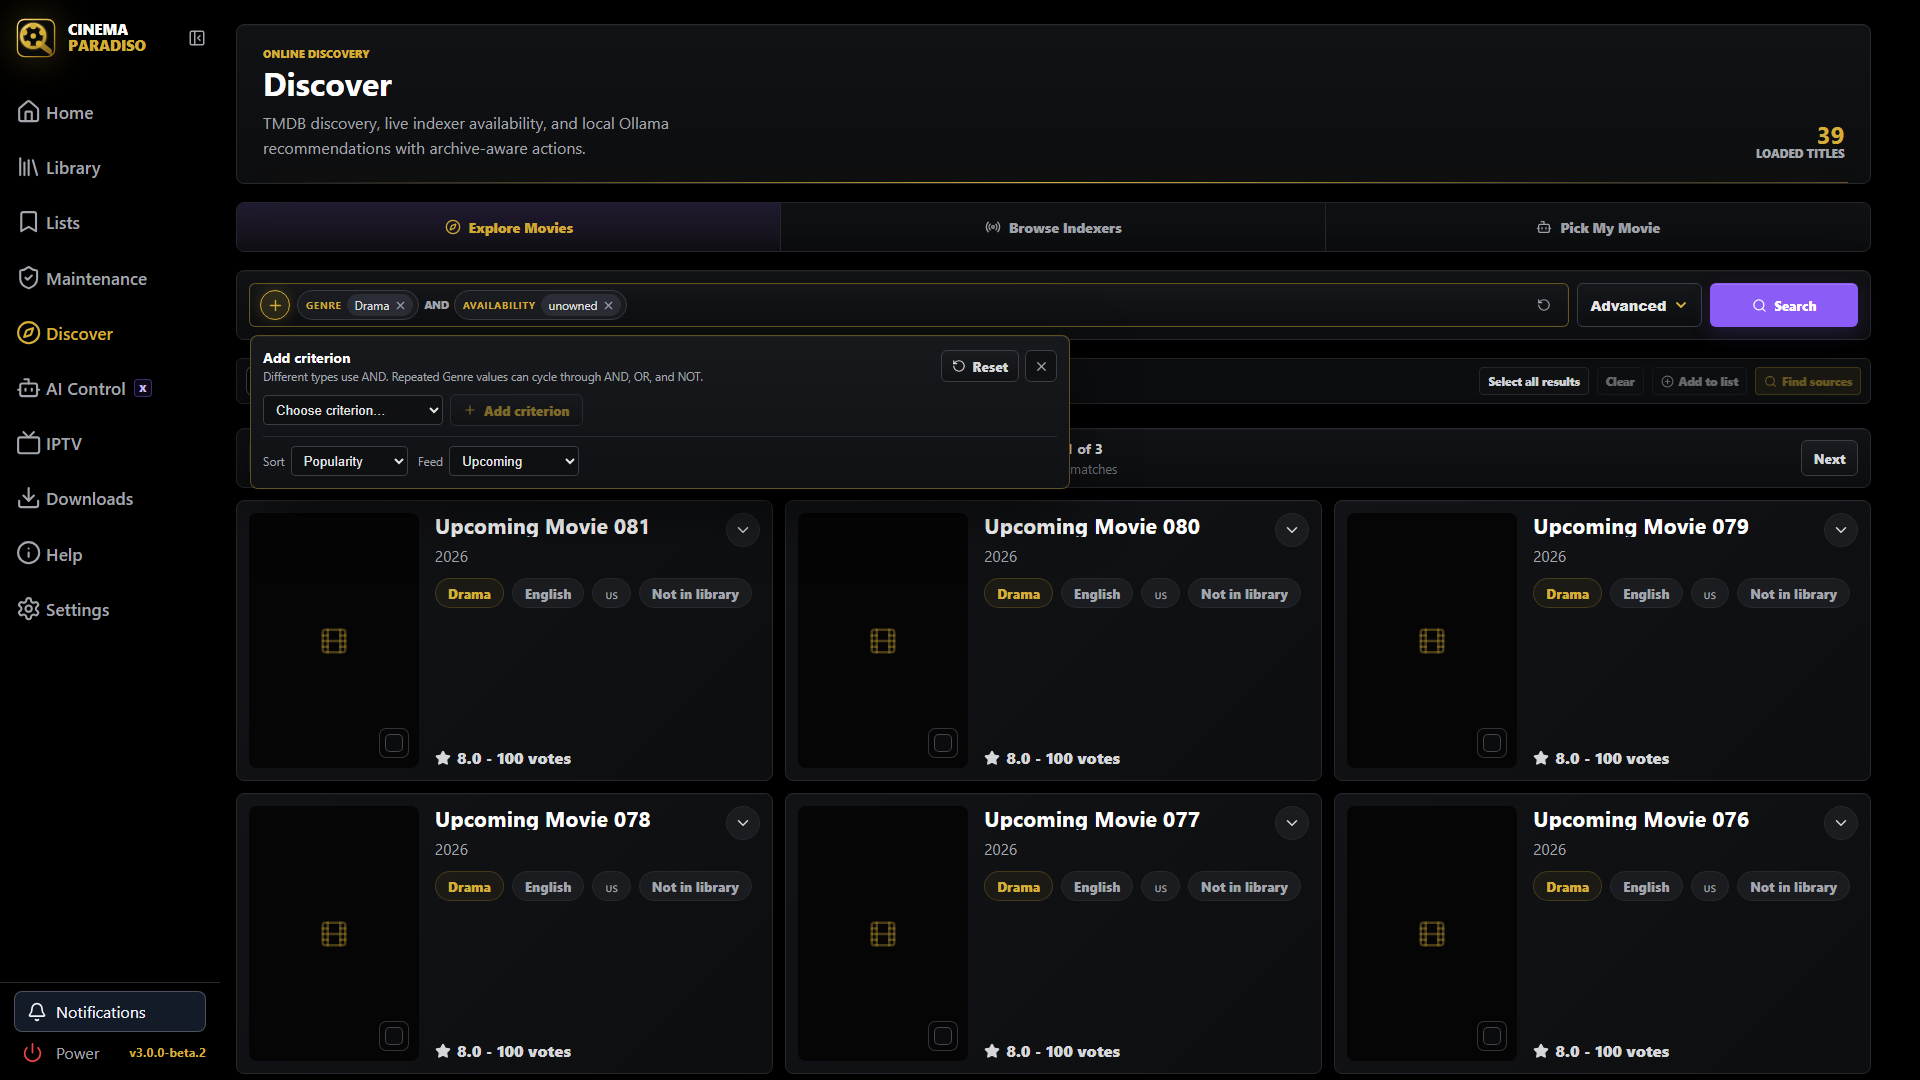 CINEMA
PARADISO
Home
Library
Lists
Maintenance
Discover
AI Control x
IPTV
Downloads
Help
Settings
Notifications
Power v3.0.0-beta.2
ONLINE DISCOVERY
Discover
TMDB discovery, live indexer availability, and local Ollama
recommendations with archive-aware actions.
39
LOADED TITLES
Explore Movies
Browse Indexers
Pick My Movie
GENRE Drama AND AVAILABILITY unowned
Advanced
Search
Add criterion
Different types use AND. Repeated Genre values can cycle through AND, OR, and NOT.
Reset
Choose criterion...
Add criterion
Sort Popularity Feed Upcoming
Select all results
Clear
Add to list
Find sources
of 3
matches
Next
Upcoming Movie 081
2026
Drama English us Not in library
8.0 - 100 votes
Upcoming Movie 080
2026
Drama English us Not in library
8.0 - 100 votes
Upcoming Movie 079
2026
Drama English us Not in library
8.0 - 100 votes
Upcoming Movie 078
2026
Drama English us Not in library
8.0 - 100 votes
Upcoming Movie 077
2026
Drama English us Not in library
8.0 - 100 votes
Upcoming Movie 076
2026
Drama English us Not in library
8.0 - 100 votes